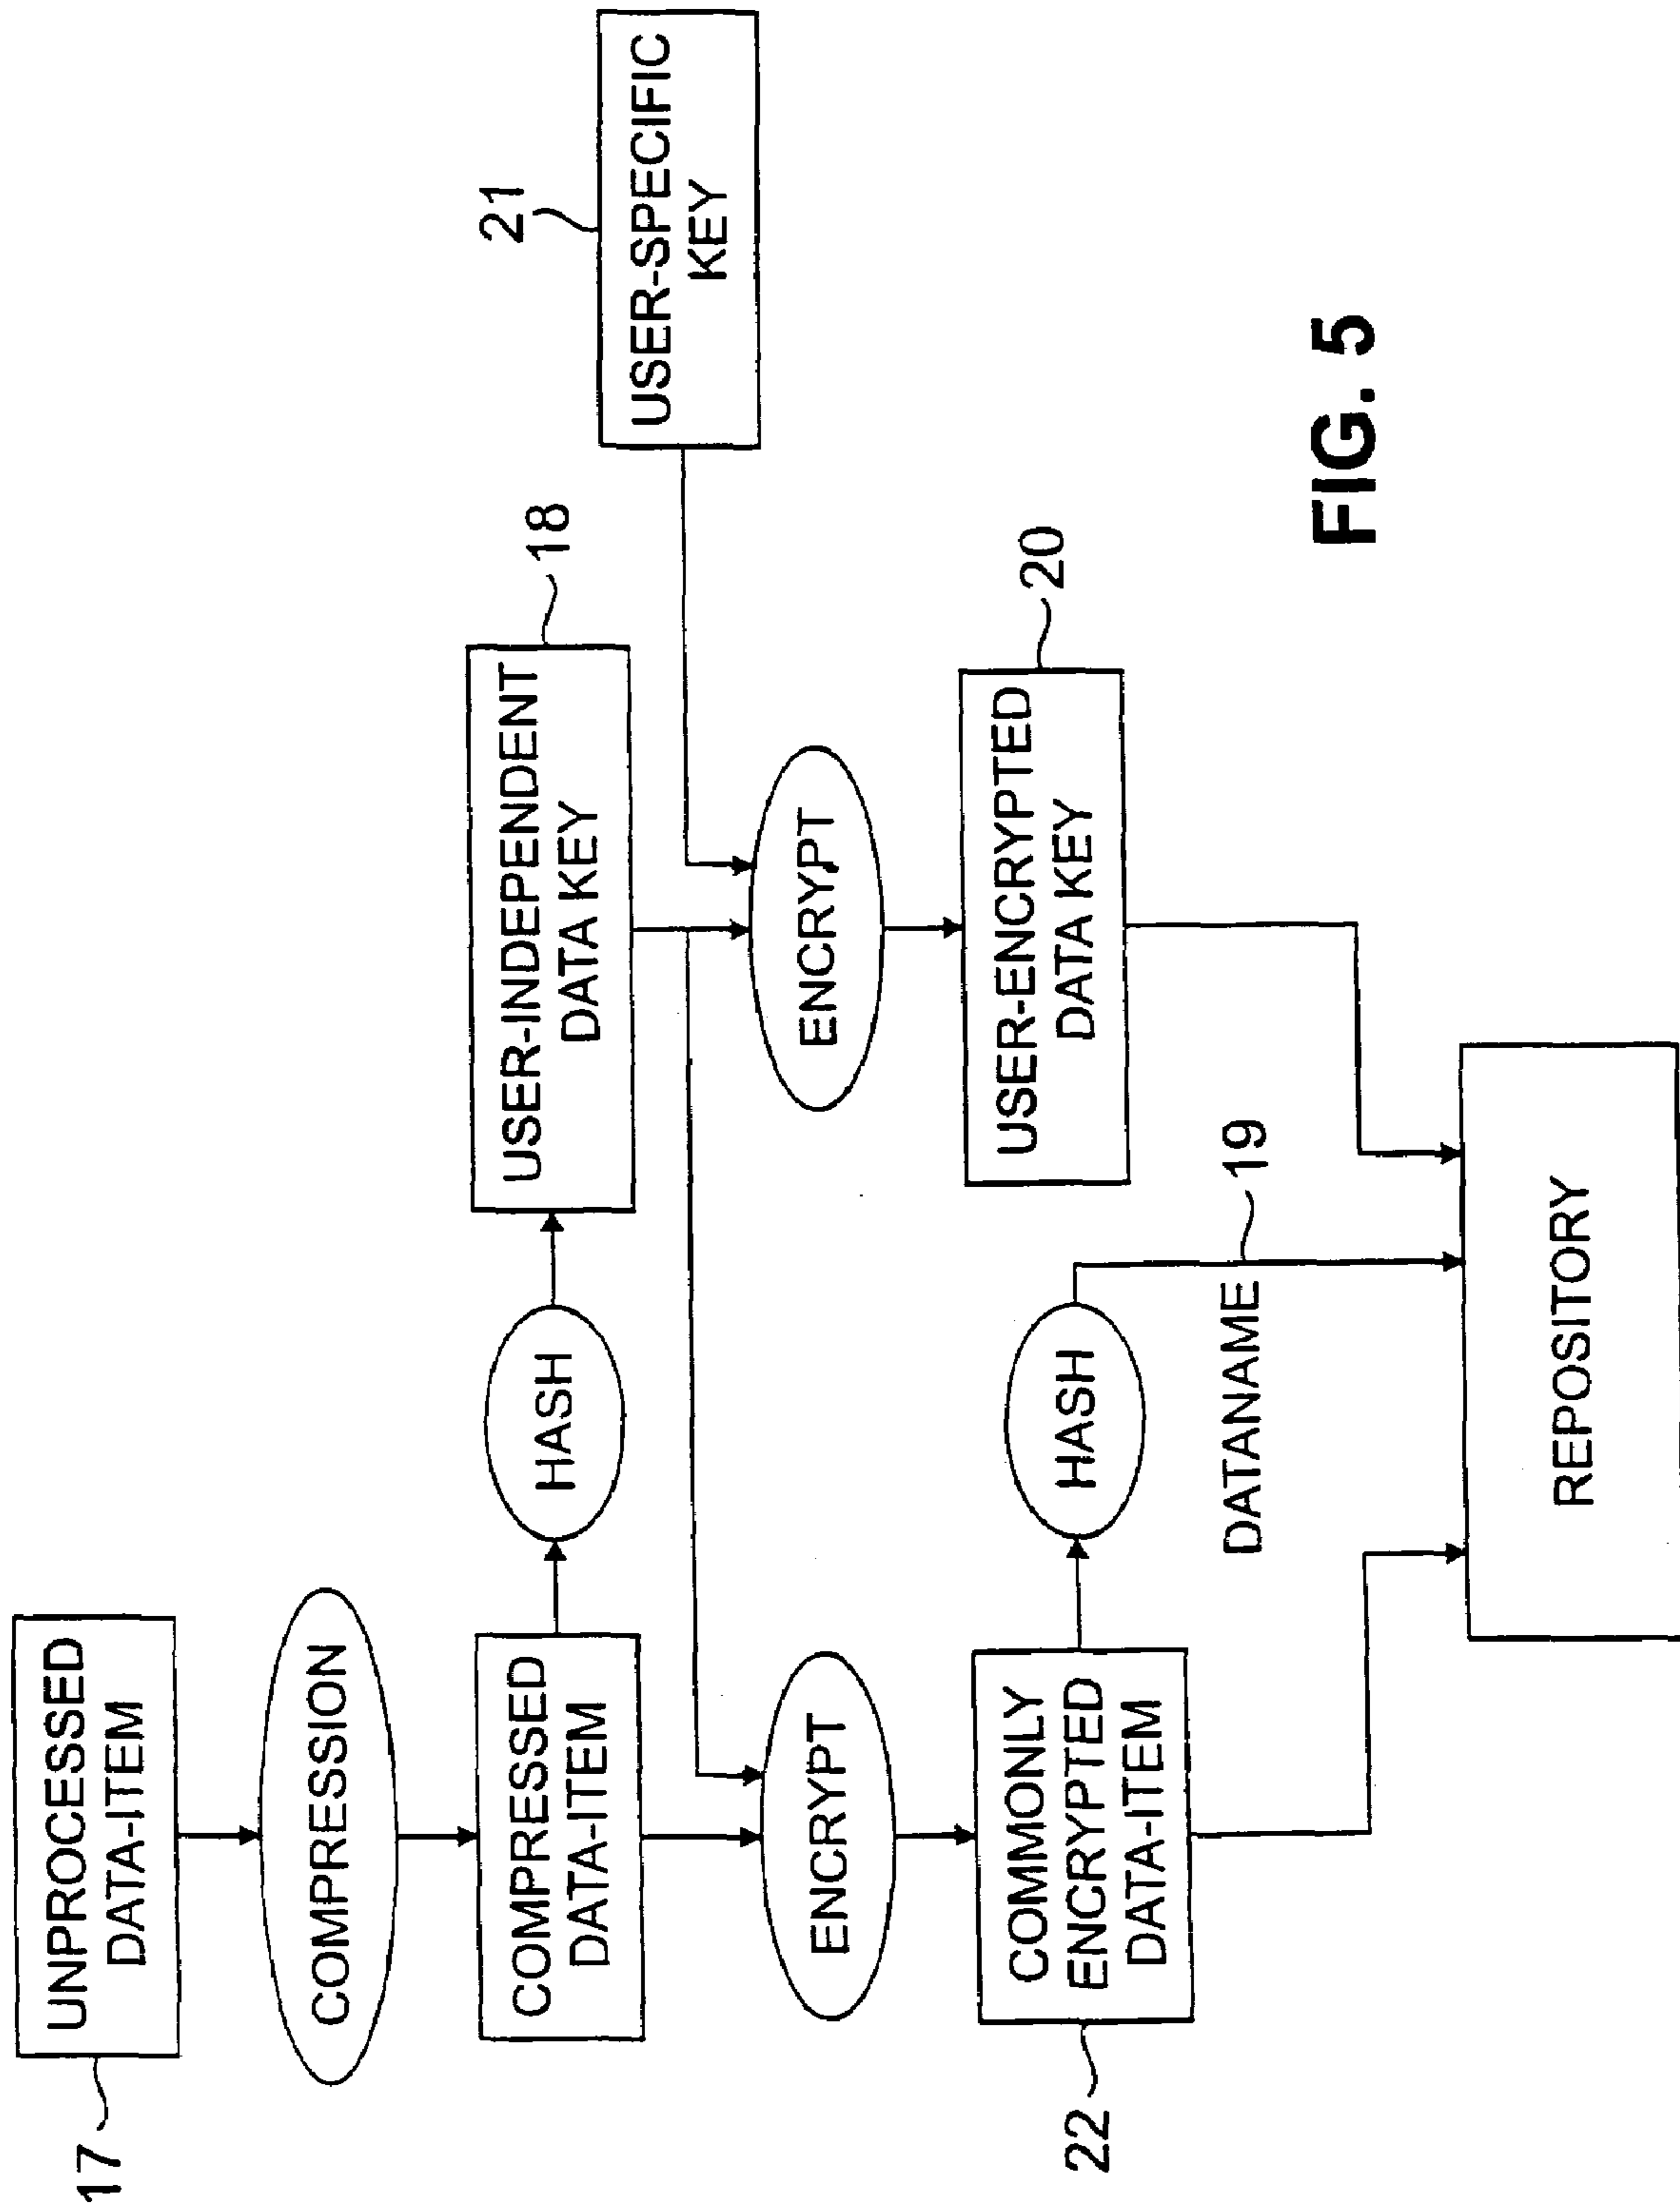 17
UNPROCESSED
DATA-ITEM
COMPRESSION
COMPRESSED
DATA-ITEM
HASH
USER-INDEPENDENT
DATA KEY
18
21
USER-SPECIFIC
KEY
ENCRYPT
ENCRYPT
22
COMMONLY
ENCRYPTED
DATA-ITEM
HASH
USER-ENCRYPTED
DATA KEY
20
DATANAME
19
REPOSITORY
FIG. 5